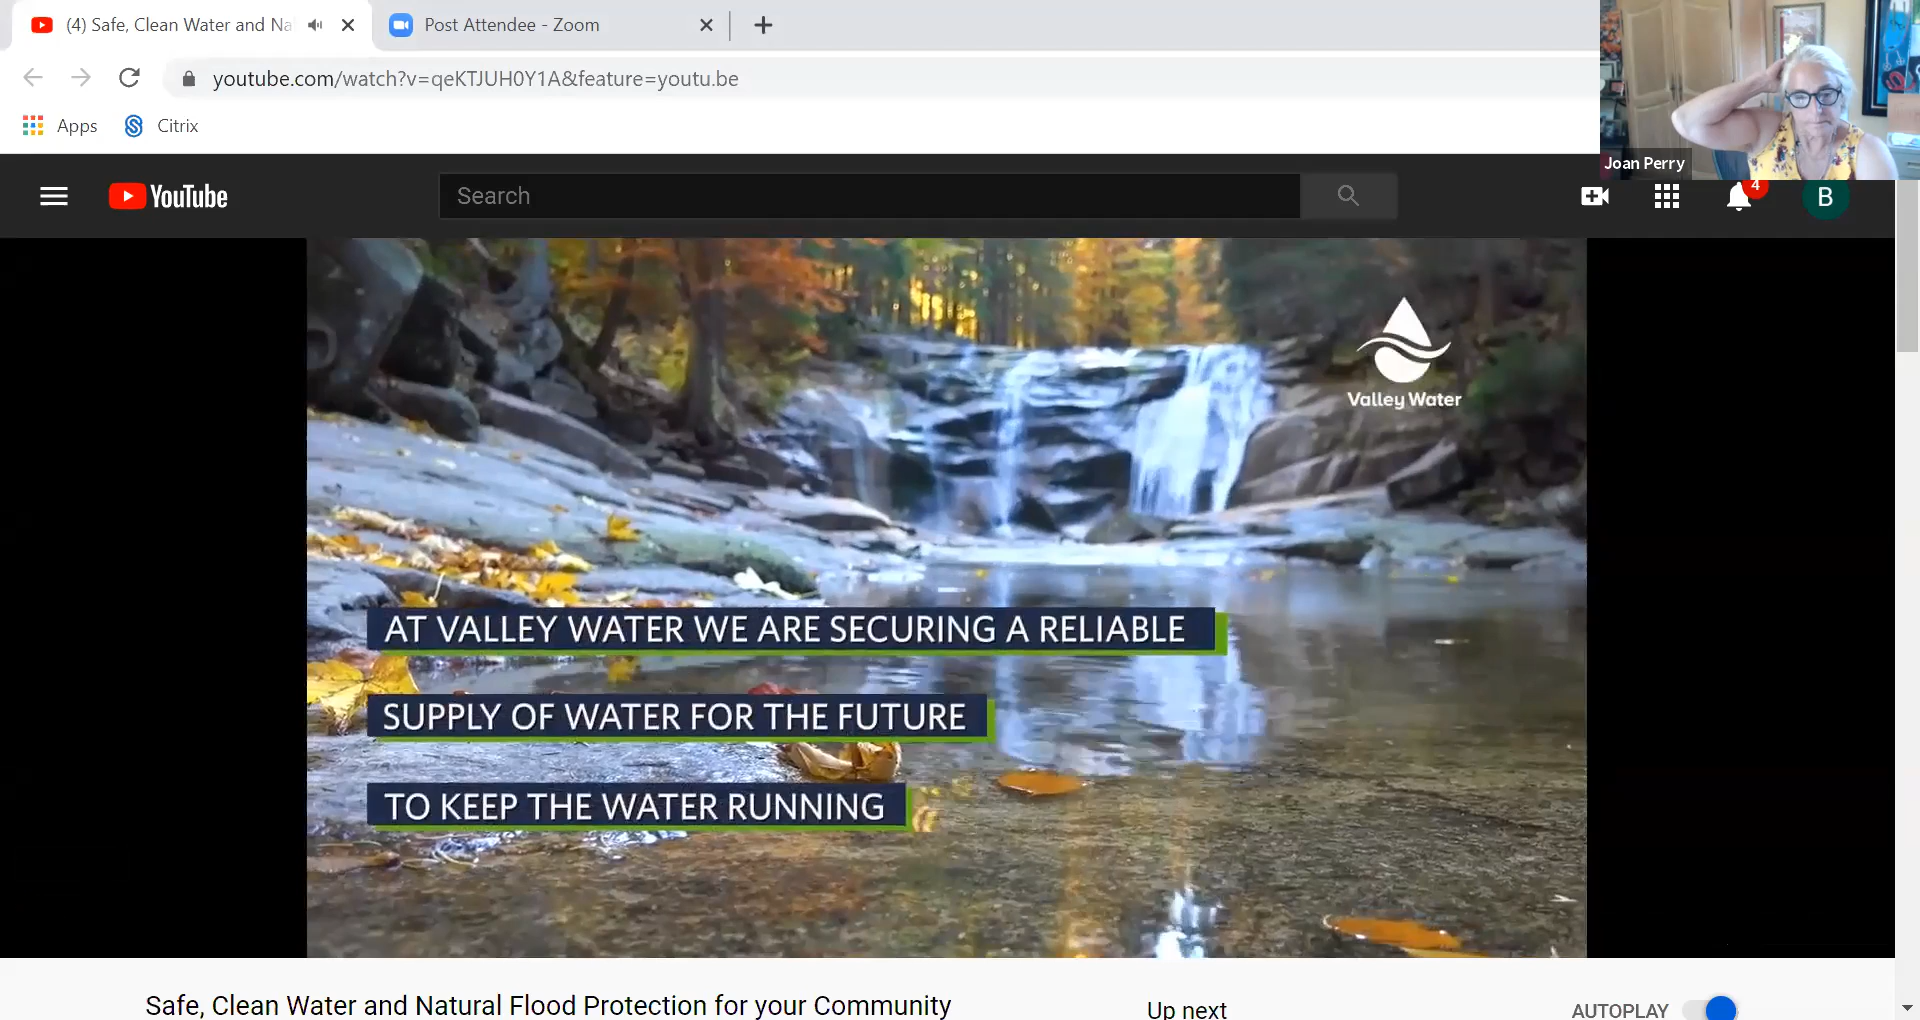 (4) Safe, Clean Water and Na
Post Attendee - Zoom
youtube.com/watch?v=qeKTJUH0Y1A&feature=youtu.be
Apps
Citrix
Joan Perry
YouTube
Search
4
B
Valley Water
AT VALLEY WATER WE ARE SECURING A RELIABLE
SUPPLY OF WATER FOR THE FUTURE
TO KEEP THE WATER RUNNING
Safe, Clean Water and Natural Flood Protection for your Community
Up next
AUTOPLAY